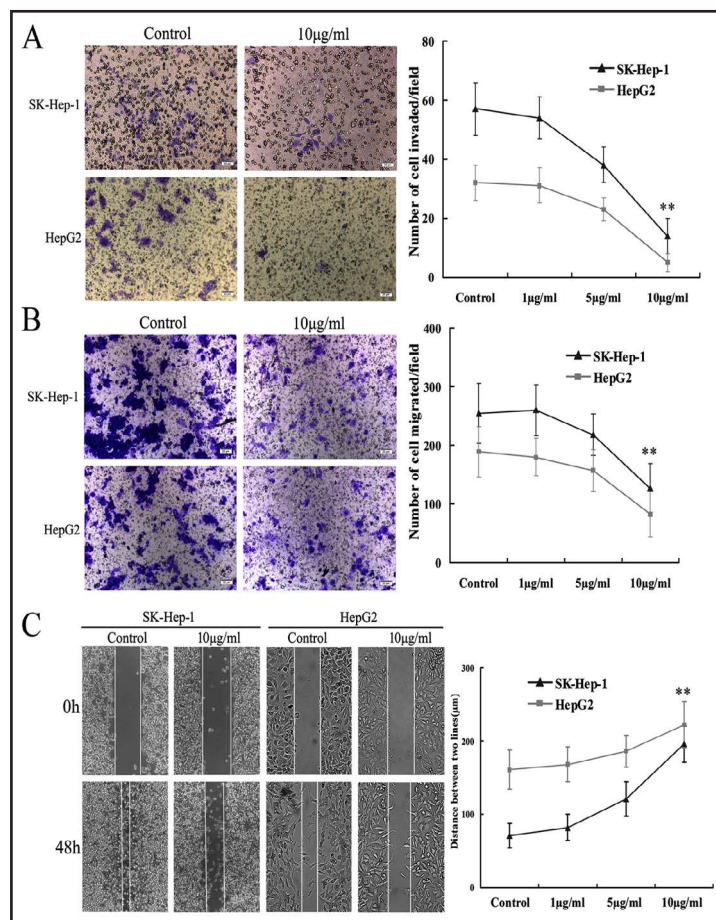 A
Control 10µg/ml
SK-Hep-1
HepG2
Number of cell invaded/field
80
60
40
20
0
SK-Hep-1
HepG2
**
Control 1µg/ml 5µg/ml 10µg/ml
B
Control 10µg/ml
SK-Hep-1
HepG2
Number of cell migrated/field
400
300
200
100
0
SK-Hep-1
HepG2
**
Control 1µg/ml 5µg/ml 10µg/ml
C
SK-Hep-1 HepG2
Control 10µg/ml Control 10µg/ml
0h
48h
Distance between two lines(µm)
300
200
100
0
SK-Hep-1
HepG2
**
Control 1µg/ml 5µg/ml 10µg/ml